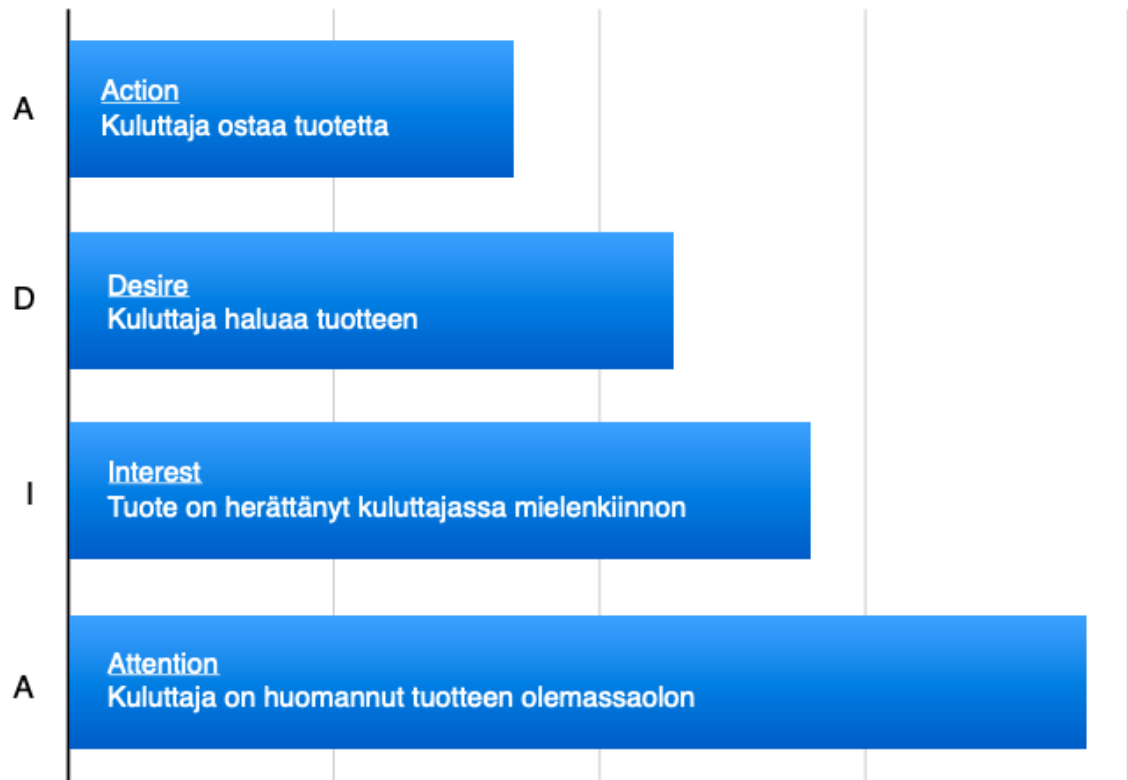 A
Action
Kuluttaja ostaa tuotetta
D
Desire
Kuluttaja haluaa tuotteen
I
Interest
Tuote on herättänyt kuluttajassa mielenkiinnon
A
Attention
Kuluttaja on huomannut tuotteen olemassaolon